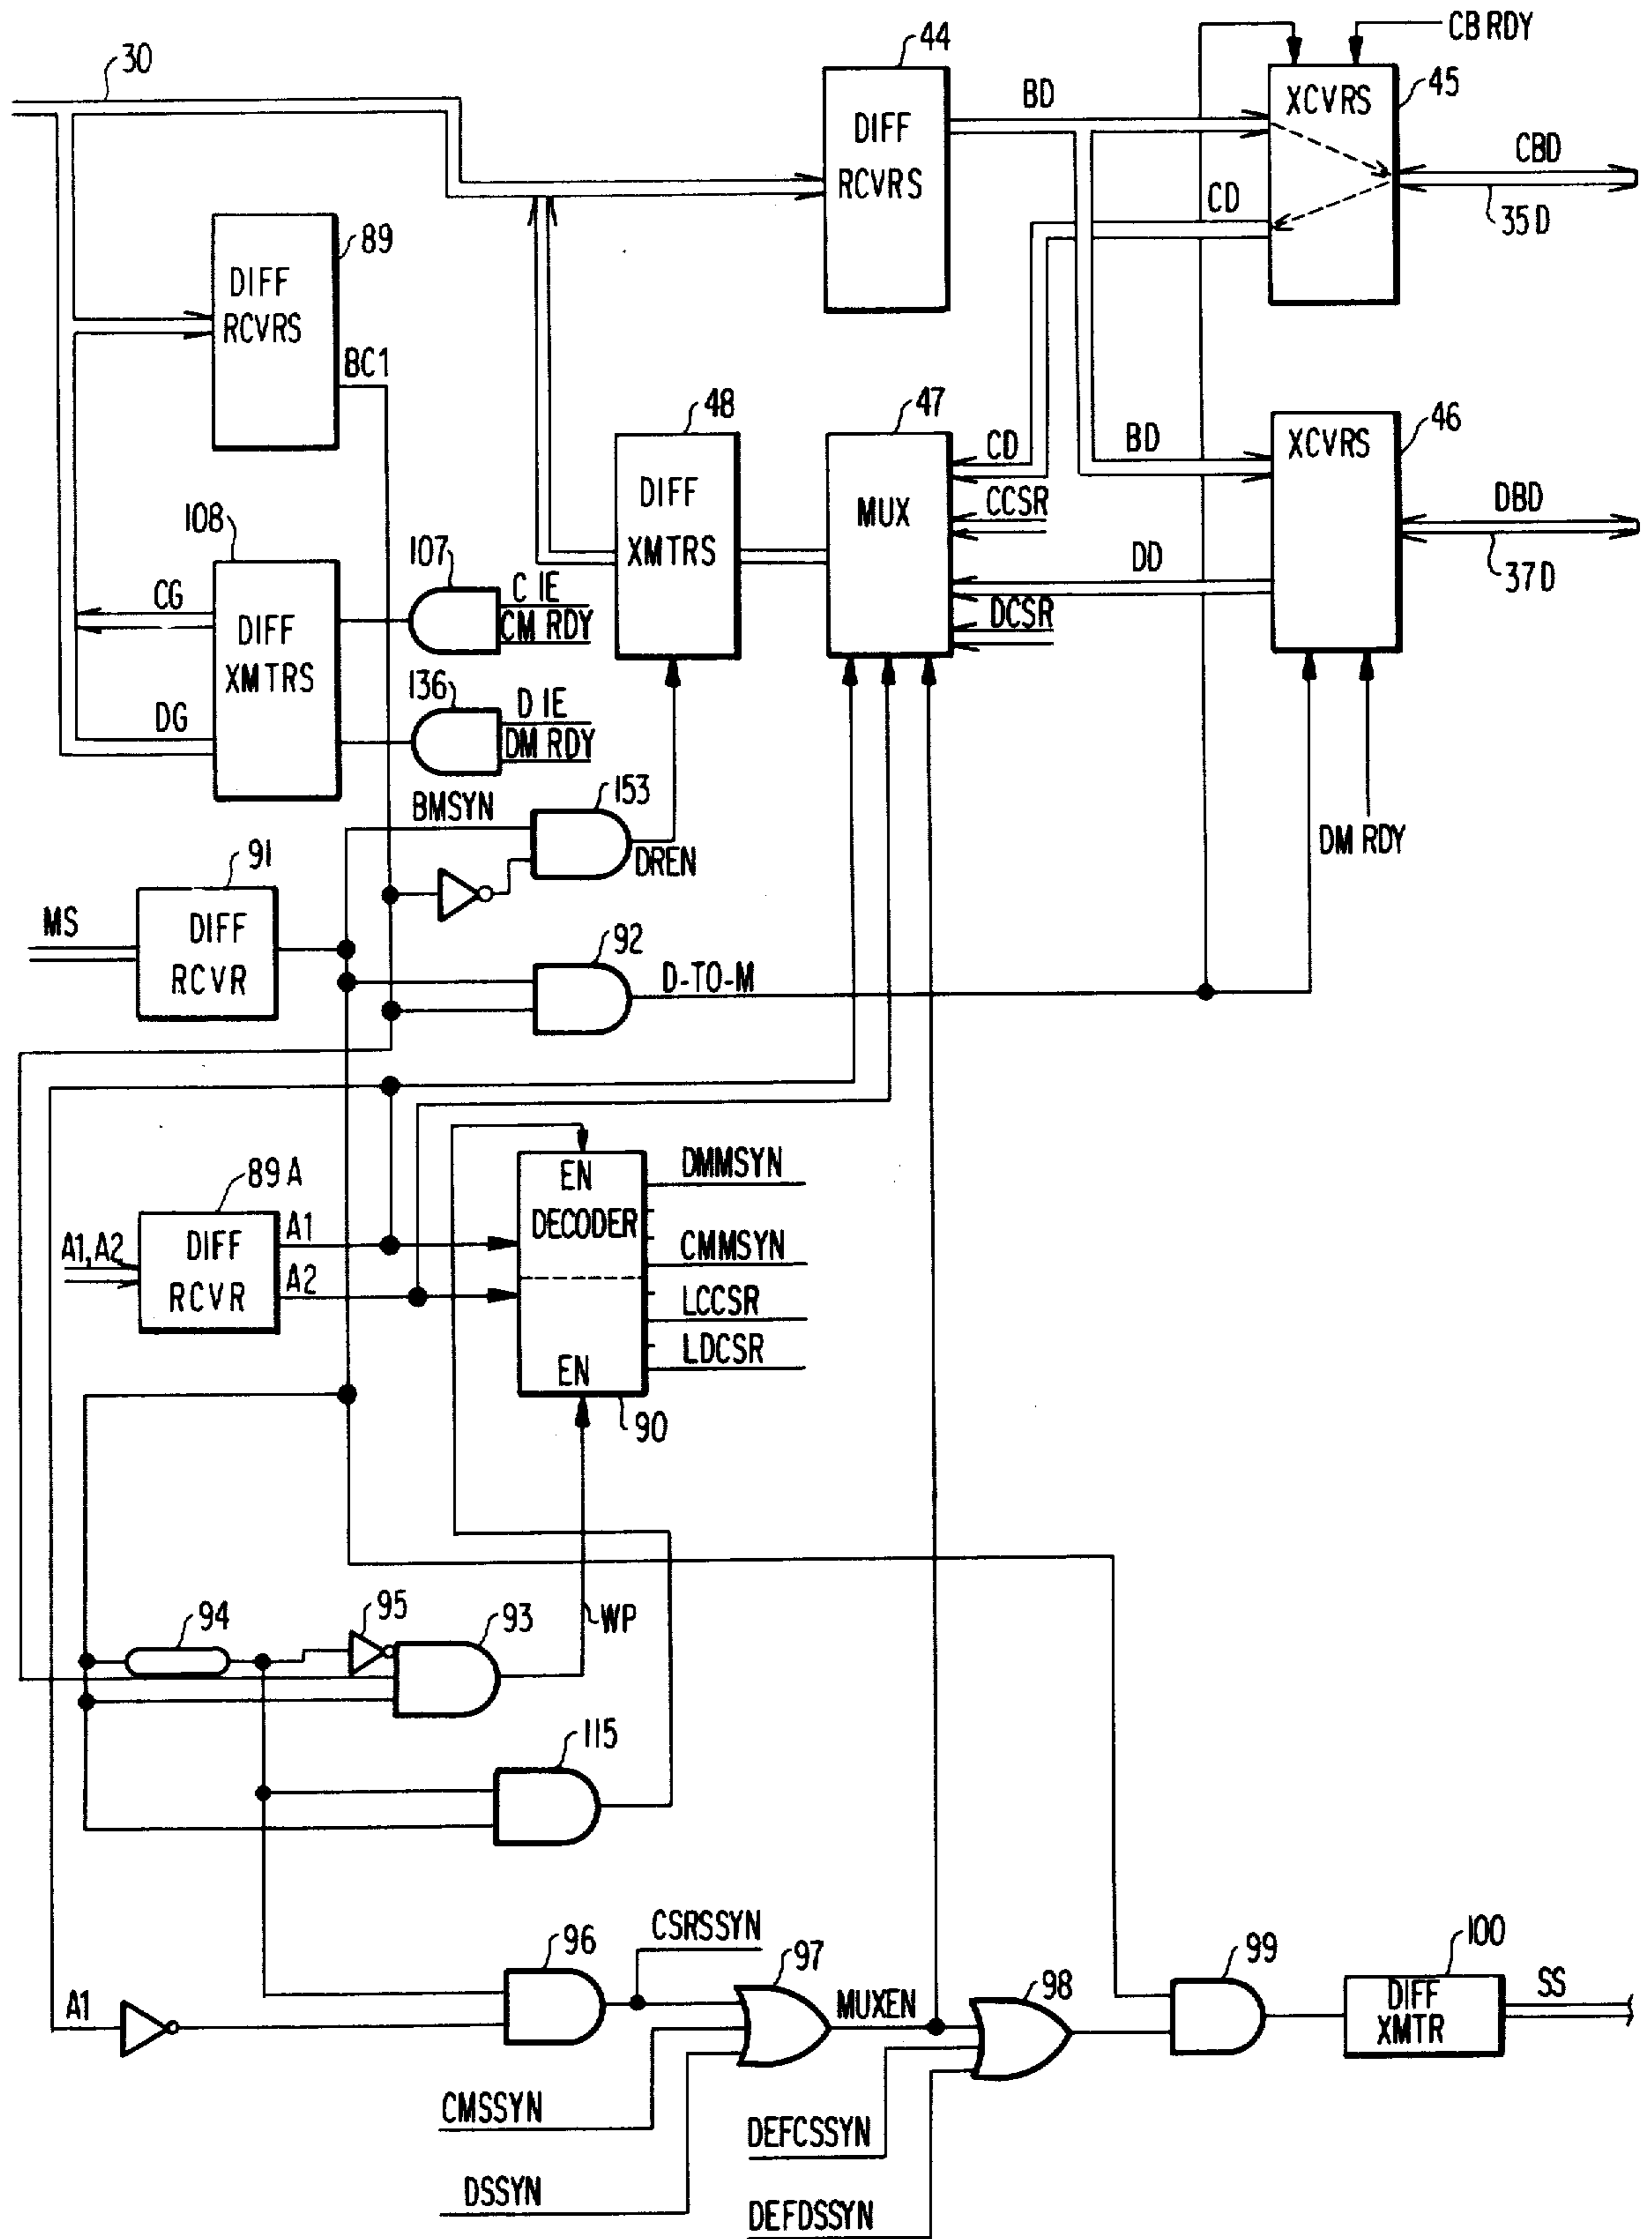 30
44
CB RDY
45
DIFF
RCVRS
BD
XCVRS
CBD
35D
CD
89
DIFF
RCVRS
BC1
48
DIFF
XMTRS
47
MUX
CD
CCSR
DD
DCSR
BD
46
XCVRS
DBD
37D
108
CG
DIFF
XMTRS
DG
107
C IE
CM RDY
136
D IE
DM RDY
BMSYN
153
DREN
DM RDY
91
MS
DIFF
RCVR
92
D-TO-M
89A
A1,A2
DIFF
RCVR
A1
A2
EN
DECODER
EN
90
DMMSYN
CMMSYN
LCCSR
LDCSR
94
95
93
WP
115
A1
96
CSRSSYN
97
MUXEN
98
99
100
DIFF
XMTR
SS
CMSSYN
DSSYN
DEFCSSYN
DEFDSSYN